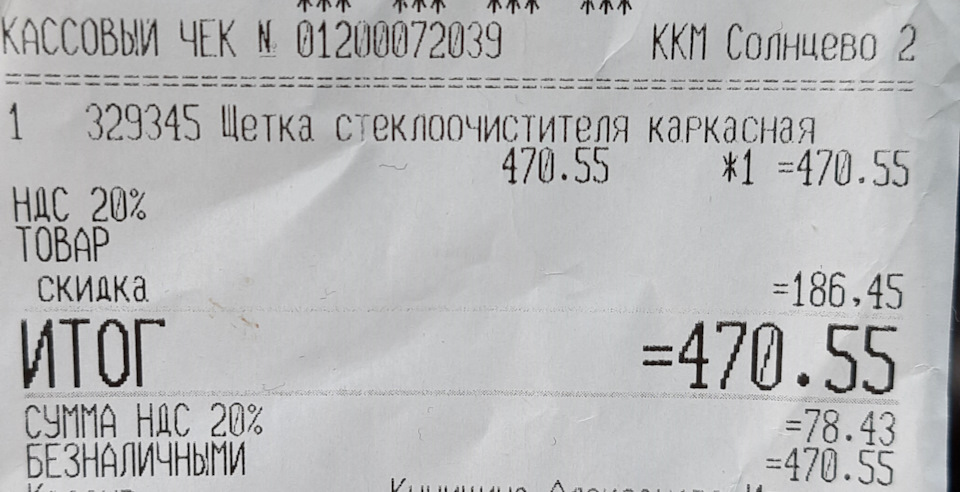 *** *** *** ***
КАССОВЫЙ ЧЕК № 01200072039 ККМ Солнцево 2
1 329345 Щетка стеклоочистителя каркасная
470.55 *1 =470.55
НДС 20%
ТОВАР
скидка =186,45
ИТОГ =470.55
СУММА НДС 20% =78.43
БЕЗНАЛИЧНЫМИ =470.55